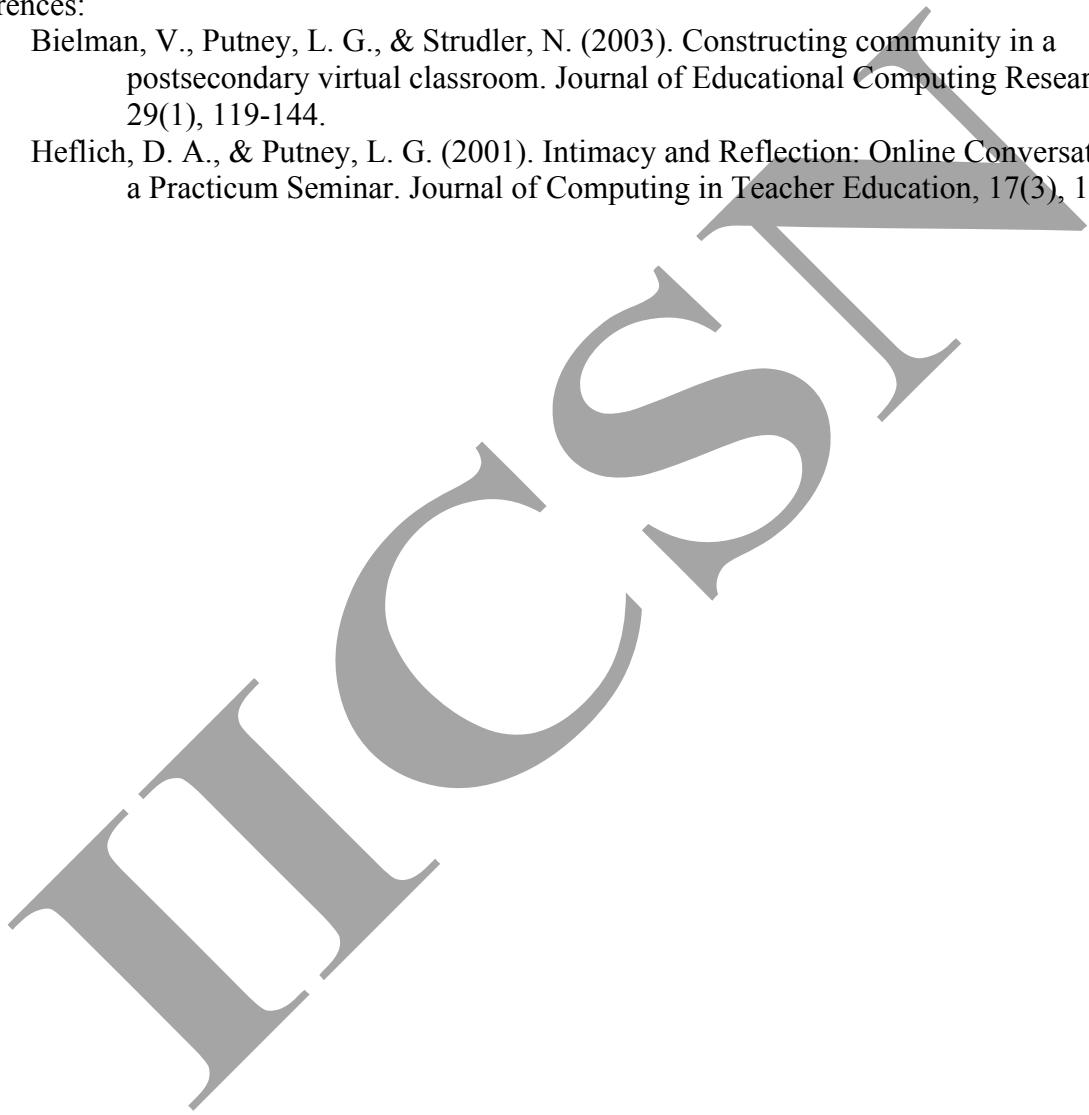 rences:
Bielman, V., Putney, L. G., & Strudler, N. (2003). Constructing community in a
postsecondary virtual classroom. Journal of Educational Computing Resear
29(1), 119-144.
Heflich, D. A., & Putney, L. G. (2001). Intimacy and Reflection: Online Conversat
a Practicum Seminar. Journal of Computing in Teacher Education, 17(3), 1
IICSN